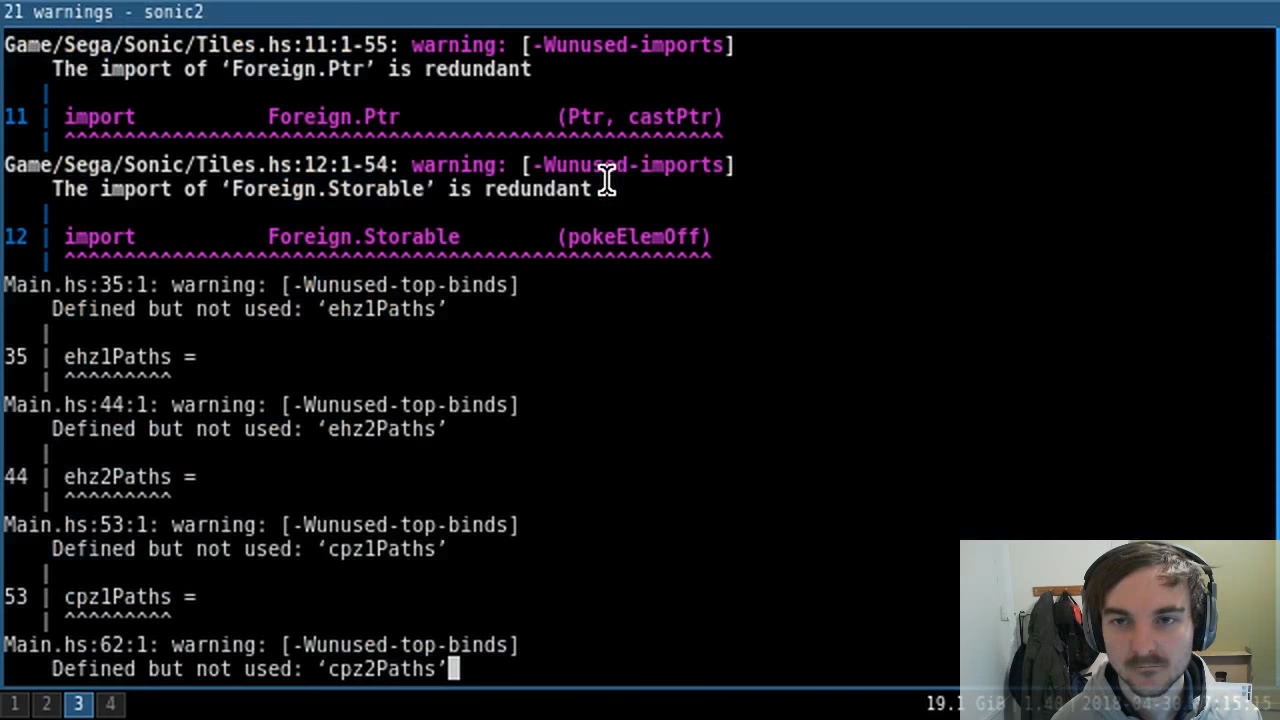 21 warnings - sonic2
Game/Sega/Sonic/Tiles.hs:11:1-55: warning: [-Wunused-imports]
The import of ‘Foreign.Ptr’ is redundant
|
11 | import Foreign.Ptr (Ptr, castPtr)
| ^^^^^^^^^^^^^^^^^^^^^^^^^^^^^^^^^^^^^^^^^^^^^^^^^^^^^^^
Game/Sega/Sonic/Tiles.hs:12:1-54: warning: [-Wunused-imports]
The import of ‘Foreign.Storable’ is redundant
|
12 | import Foreign.Storable (pokeElemOff)
| ^^^^^^^^^^^^^^^^^^^^^^^^^^^^^^^^^^^^^^^^^^^^^^^^^^^^^^
Main.hs:35:1: warning: [-Wunused-top-binds]
Defined but not used: ‘ehz1Paths’
|
35 | ehz1Paths =
| ^^^^^^^^^
Main.hs:44:1: warning: [-Wunused-top-binds]
Defined but not used: ‘ehz2Paths’
|
44 | ehz2Paths =
| ^^^^^^^^^
Main.hs:53:1: warning: [-Wunused-top-binds]
Defined but not used: ‘cpz1Paths’
|
53 | cpz1Paths =
| ^^^^^^^^^
Main.hs:62:1: warning: [-Wunused-top-binds]
Defined but not used: ‘cpz2Paths’
1 2 3 4 19.1 GiB